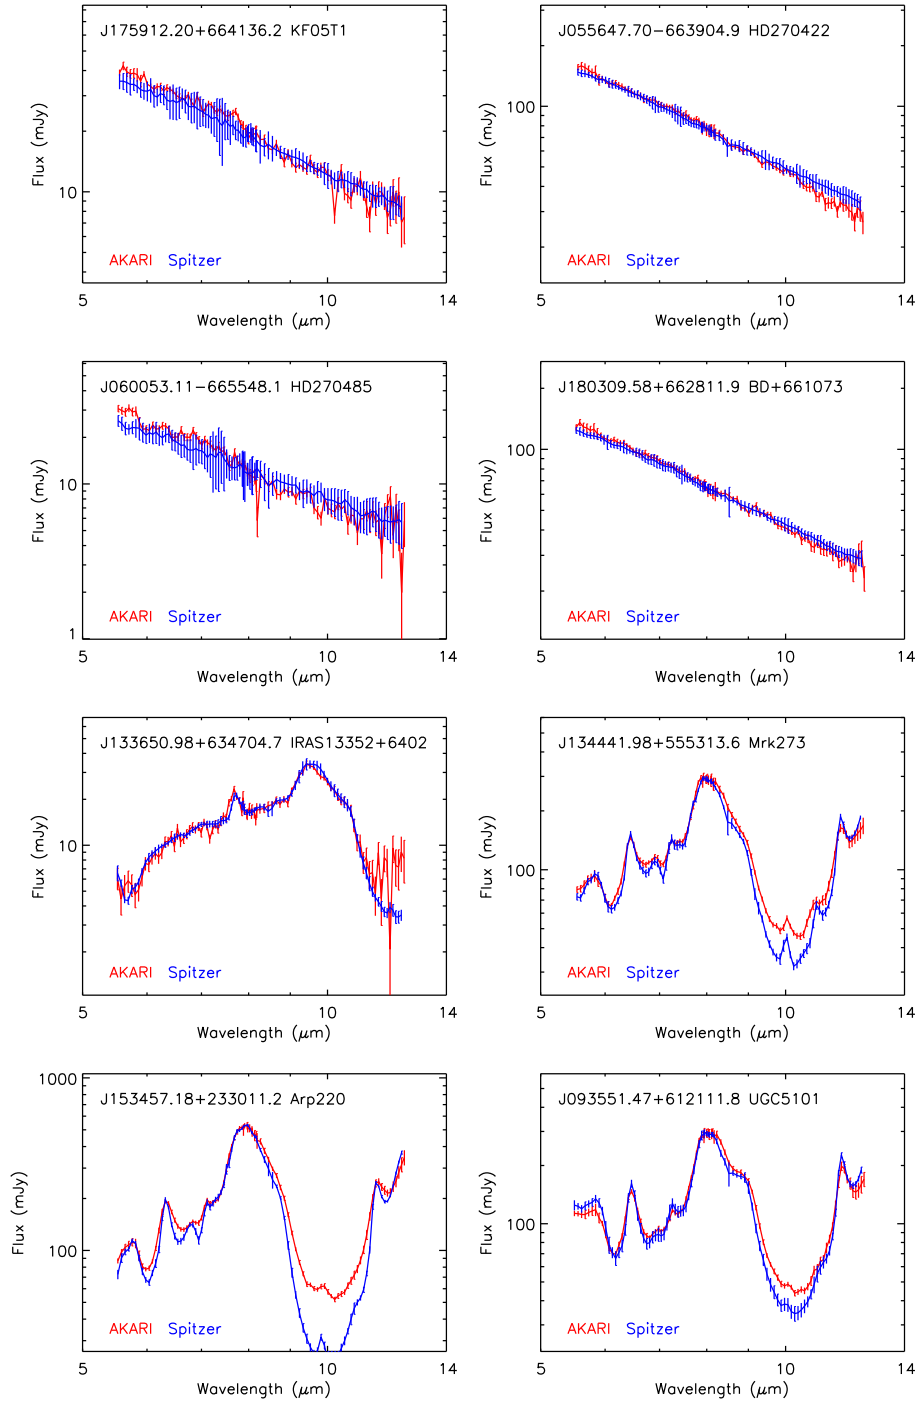 J175912.20+664136.2 KF05T1
Flux (mJy)
10
AKARI Spitzer
5 10 14
Wavelength (μm)
J055647.70−663904.9 HD270422
Flux (mJy)
100
AKARI Spitzer
5 10 14
Wavelength (μm)
J060053.11−665548.1 HD270485
Flux (mJy)
10
1
AKARI Spitzer
5 10 14
Wavelength (μm)
J180309.58+662811.9 BD+661073
Flux (mJy)
100
AKARI Spitzer
5 10 14
Wavelength (μm)
J133650.98+634704.7 IRAS13352+6402
Flux (mJy)
10
AKARI Spitzer
5 10 14
Wavelength (μm)
J134441.98+555313.6 Mrk273
Flux (mJy)
100
AKARI Spitzer
5 10 14
Wavelength (μm)
1000
J153457.18+233011.2 Arp220
Flux (mJy)
100
AKARI Spitzer
5 10 14
Wavelength (μm)
J093551.47+612111.8 UGC5101
Flux (mJy)
100
AKARI Spitzer
5 10 14
Wavelength (μm)